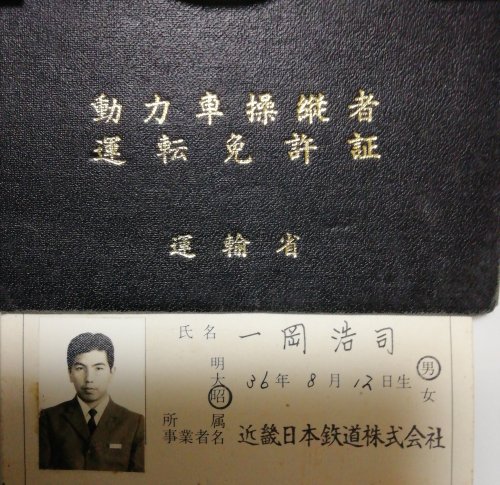 動力車操縦者
運転免許証
運輸省
氏名 一岡浩司
明
大
昭 36年8月12日生 男
女
所属
事業者名 近畿日本鉄道株式会社